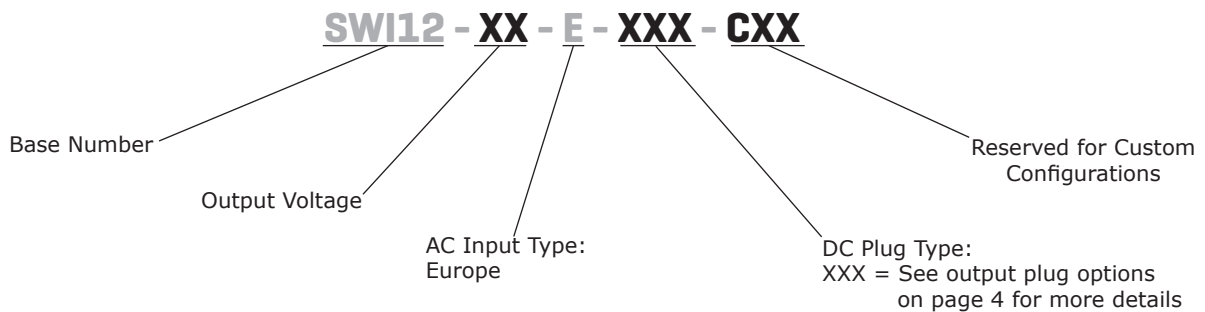 SWI12 - XX - E - XXX - CXX
Base Number
Reserved for Custom
Configurations
Output Voltage
AC Input Type:
Europe
DC Plug Type:
XXX = See output plug options
on page 4 for more details